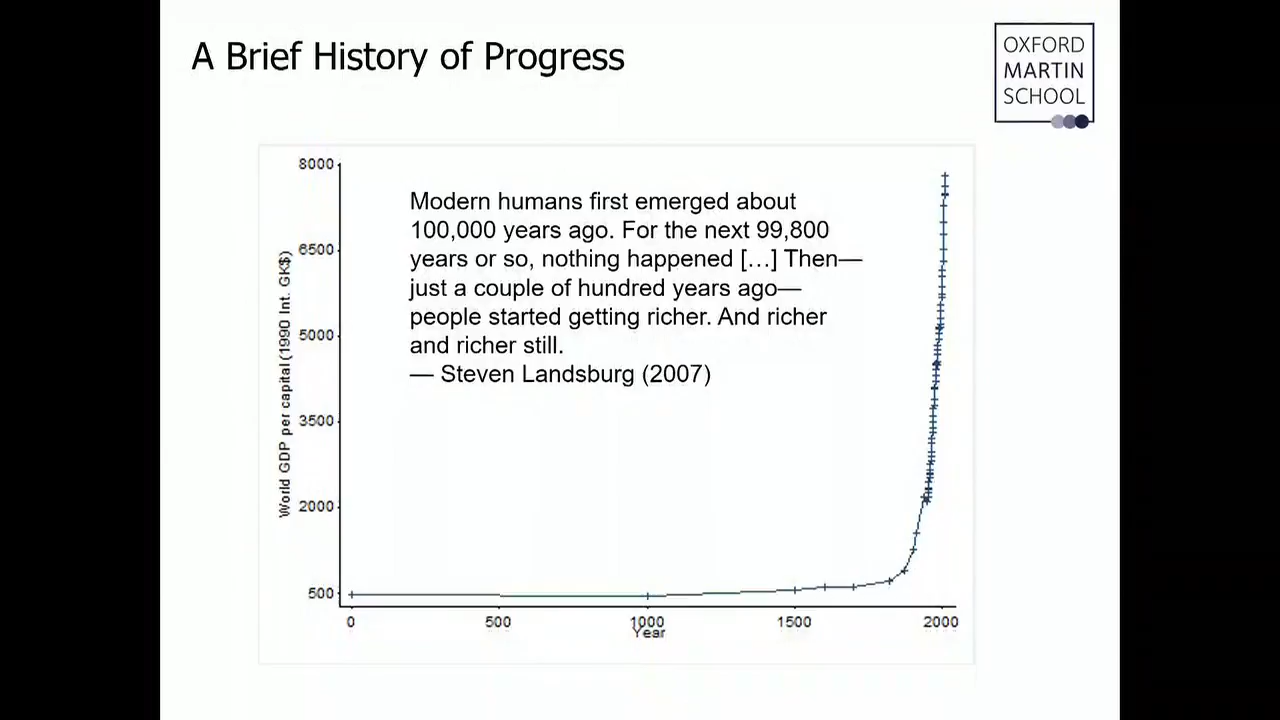 A Brief History of Progress
OXFORD
MARTIN
SCHOOL
8000
6500
5000
3500
2000
500
World GDP per capital (1990 Int. GK$)
Modern humans first emerged about
100,000 years ago. For the next 99,800
years or so, nothing happened […] Then—
just a couple of hundred years ago—
people started getting richer. And richer
and richer still.
— Steven Landsburg (2007)
0
500
1000
1500
2000
Year